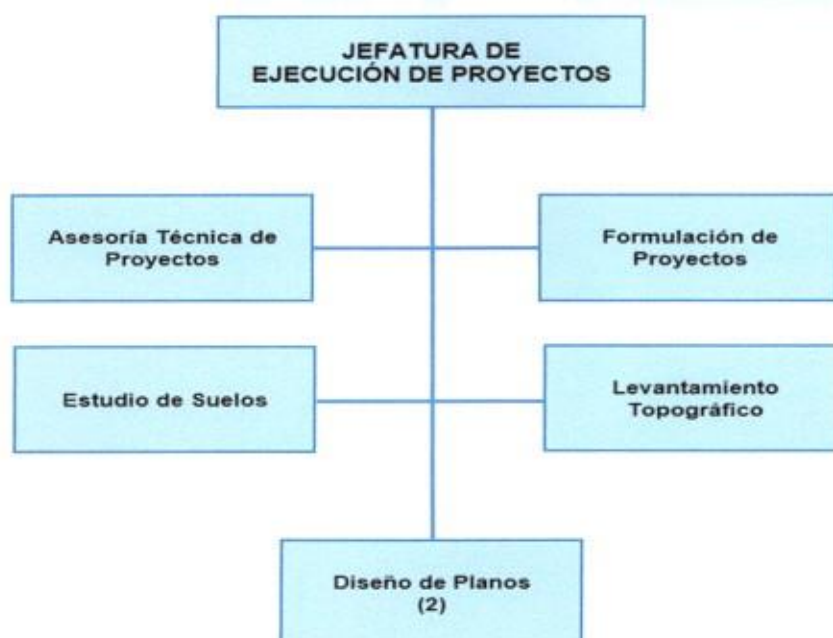 JEFATURA DE
EJECUCIÓN DE PROYECTOS
Asesoría Técnica de
Proyectos
Formulación de
Proyectos
Estudio de Suelos
Levantamiento
Topográfico
Diseño de Planos
(2)